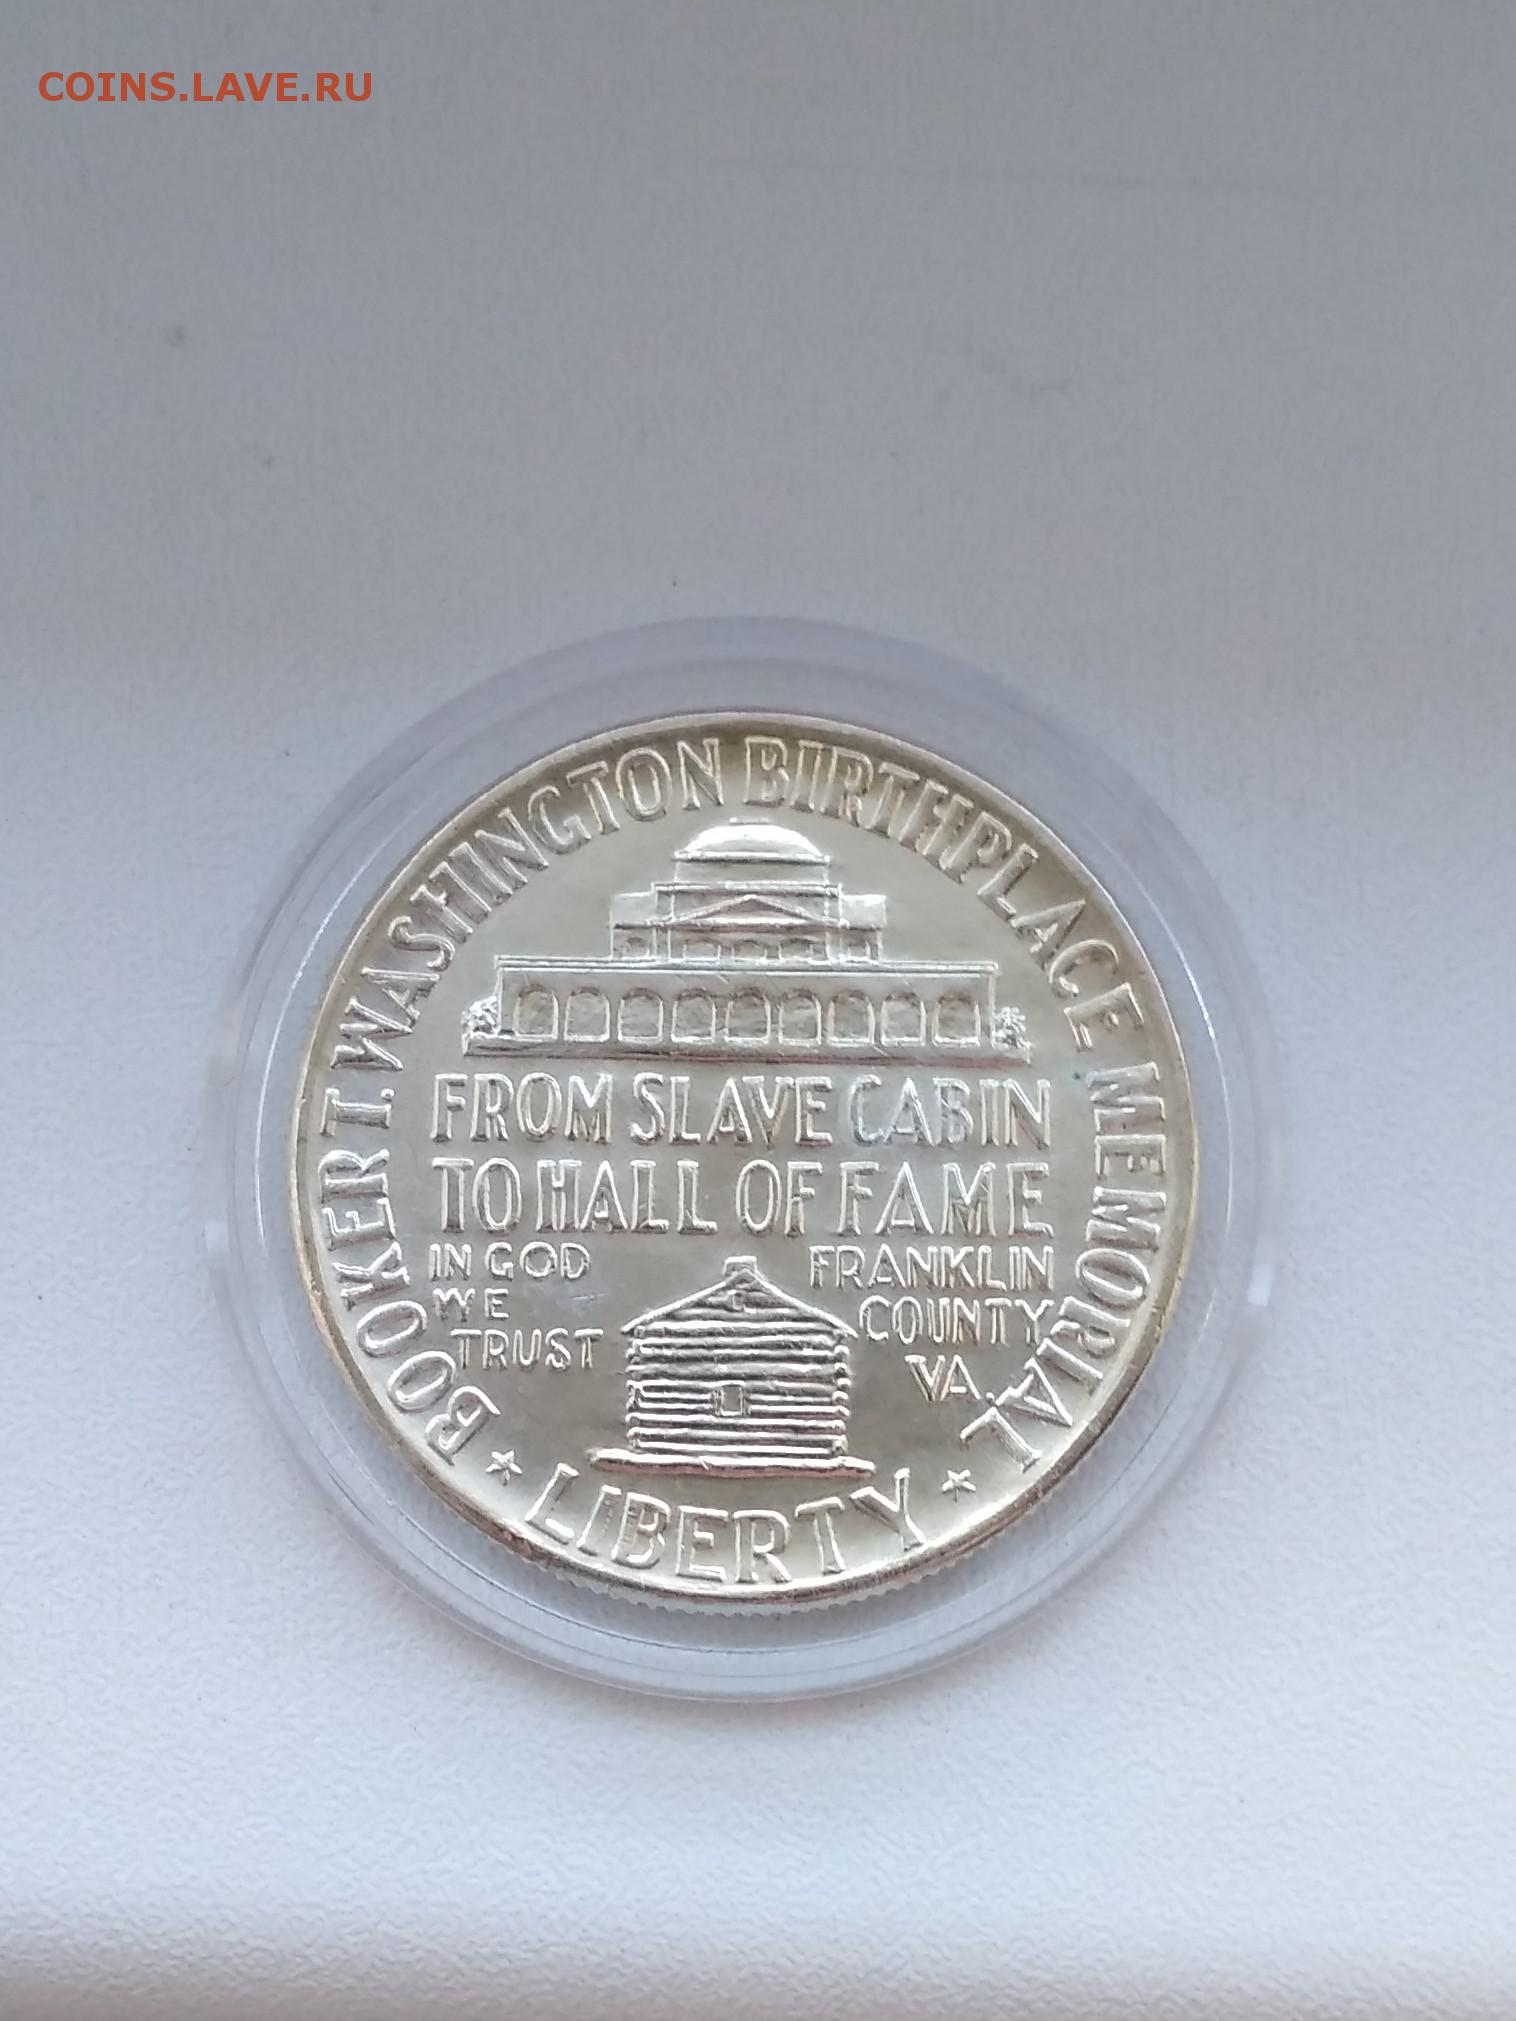 COINS.LAVE.RU
BOOKER T. WASHINGTON BIRTHPLACE MEMORIAL
FROM SLAVE CABIN
TO HALL OF FAME
IN GOD
WE
TRUST
FRANKLIN
COUNTY
VA.
LIBERTY